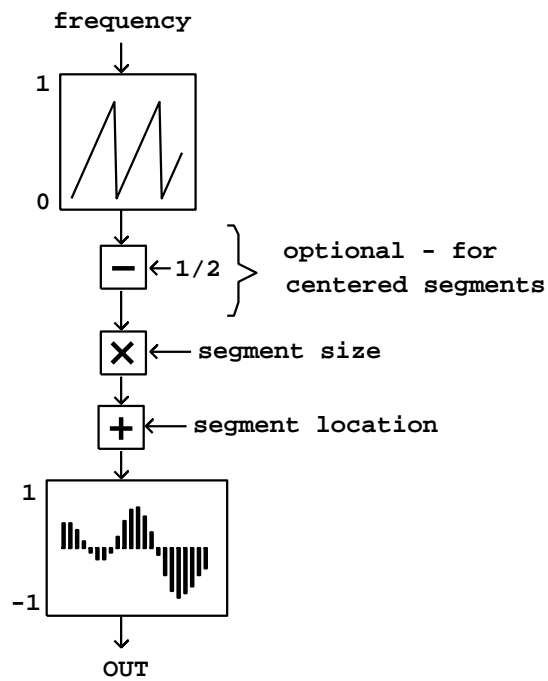 frequency
1
0
− 1/2
optional - for
centered segments
× segment size
+ segment location
1
-1
OUT